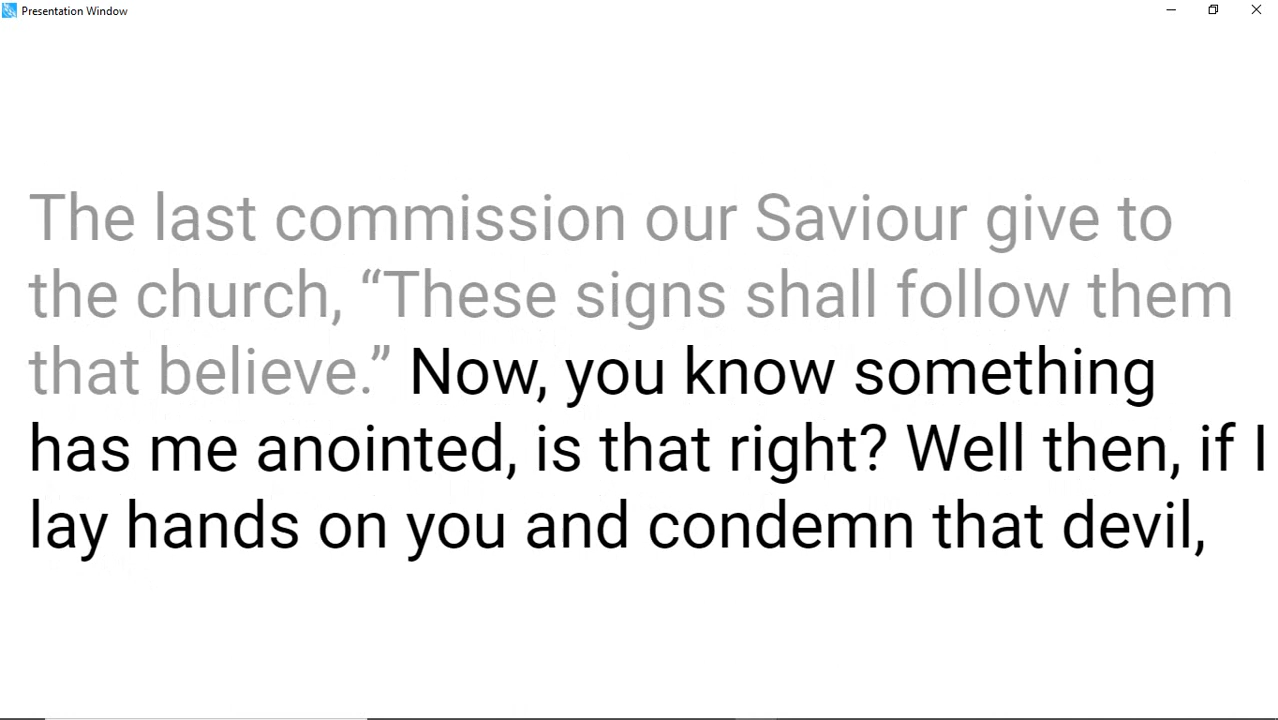 Presentation Window
The last commission our Saviour give to
the church, “These signs shall follow them
that believe.” Now, you know something
has me anointed, is that right? Well then, if I
lay hands on you and condemn that devil,